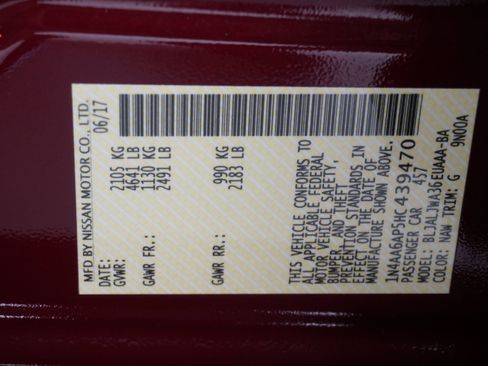 MFD BY NISSAN MOTOR CO., LTD.
DATE: 06/17
GVWR: 2105 KG
4641 LB
GAWR FR: 1130 KG
2491 LB
GAWR RR: 990 KG
2183 LB
THIS VEHICLE CONFORMS TO
ALL APPLICABLE FEDERAL
MOTOR VEHICLE SAFETY,
BUMPER, AND THEFT
PREVENTION STANDARDS IN
EFFECT ON THE DATE OF
MANUFACTURE SHOWN ABOVE.
1N4AA6AP5HC439470
PASSENGER CAR 457
MODEL: BLJALJWA36EUAAA-BA
COLOR: NAW TRIM: G 9N00A